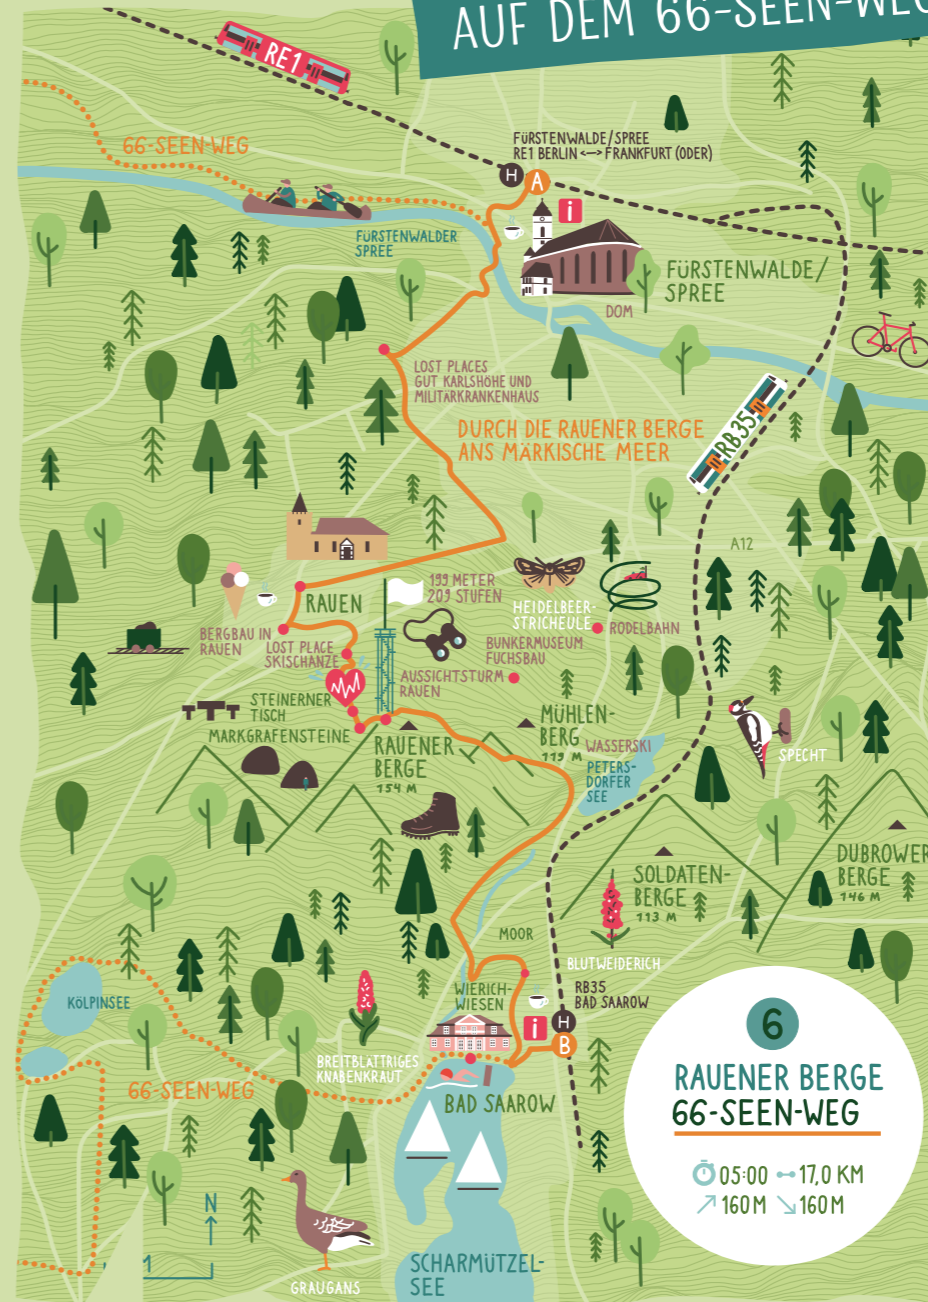 AUF DEM 66-SEEN-WEG
RE1
66-SEEN-WEG
FÜRSTENWALDE/SPREE
RE1 BERLIN <--> FRANKFURT (ODER)
H
A
i
FÜRSTENWALDER
SPREE
FÜRSTENWALDE/
SPREE
DOM
LOST PLACES
GUT KARLSHÖHE UND
MILITÄRKRANKENHAUS
DURCH DIE RAUENER BERGE
ANS MÄRKISCHE MEER
RB35
A12
199 METER
209 STUFEN
RAUEN
HEIDELBEER-
STRICHEULE
RODELBAHN
BERGBAU IN
RAUEN
LOST PLACE
SKISCHANZE
BUNKERMUSEUM
FUCHSBAU
AUSSICHTSTURM
RAUEN
STEINERNER
TISCH
MARKGRAFENSTEINE
RAUENER
BERGE
154 M
MÜHLEN-
BERG
119 M
WASSERSKI
PETERS-
DORFER
SEE
SPECHT
SOLDATEN-
BERGE
113 M
DUBROWER
BERGE
146 M
MOOR
BLUTWEIDERICH
WIERICH-
WIESEN
RB35
BAD SAAROW
i
H
B
KÖLPINSEE
BREITBLÄTTRIGES
KNABENKRAUT
66-SEEN-WEG
BAD SAAROW
6
RAUENER BERGE
66-SEEN-WEG
05:00 17,0 KM
160 M 160 M
N
M
GRAUGANS
SCHARMÜTZEL-
SEE